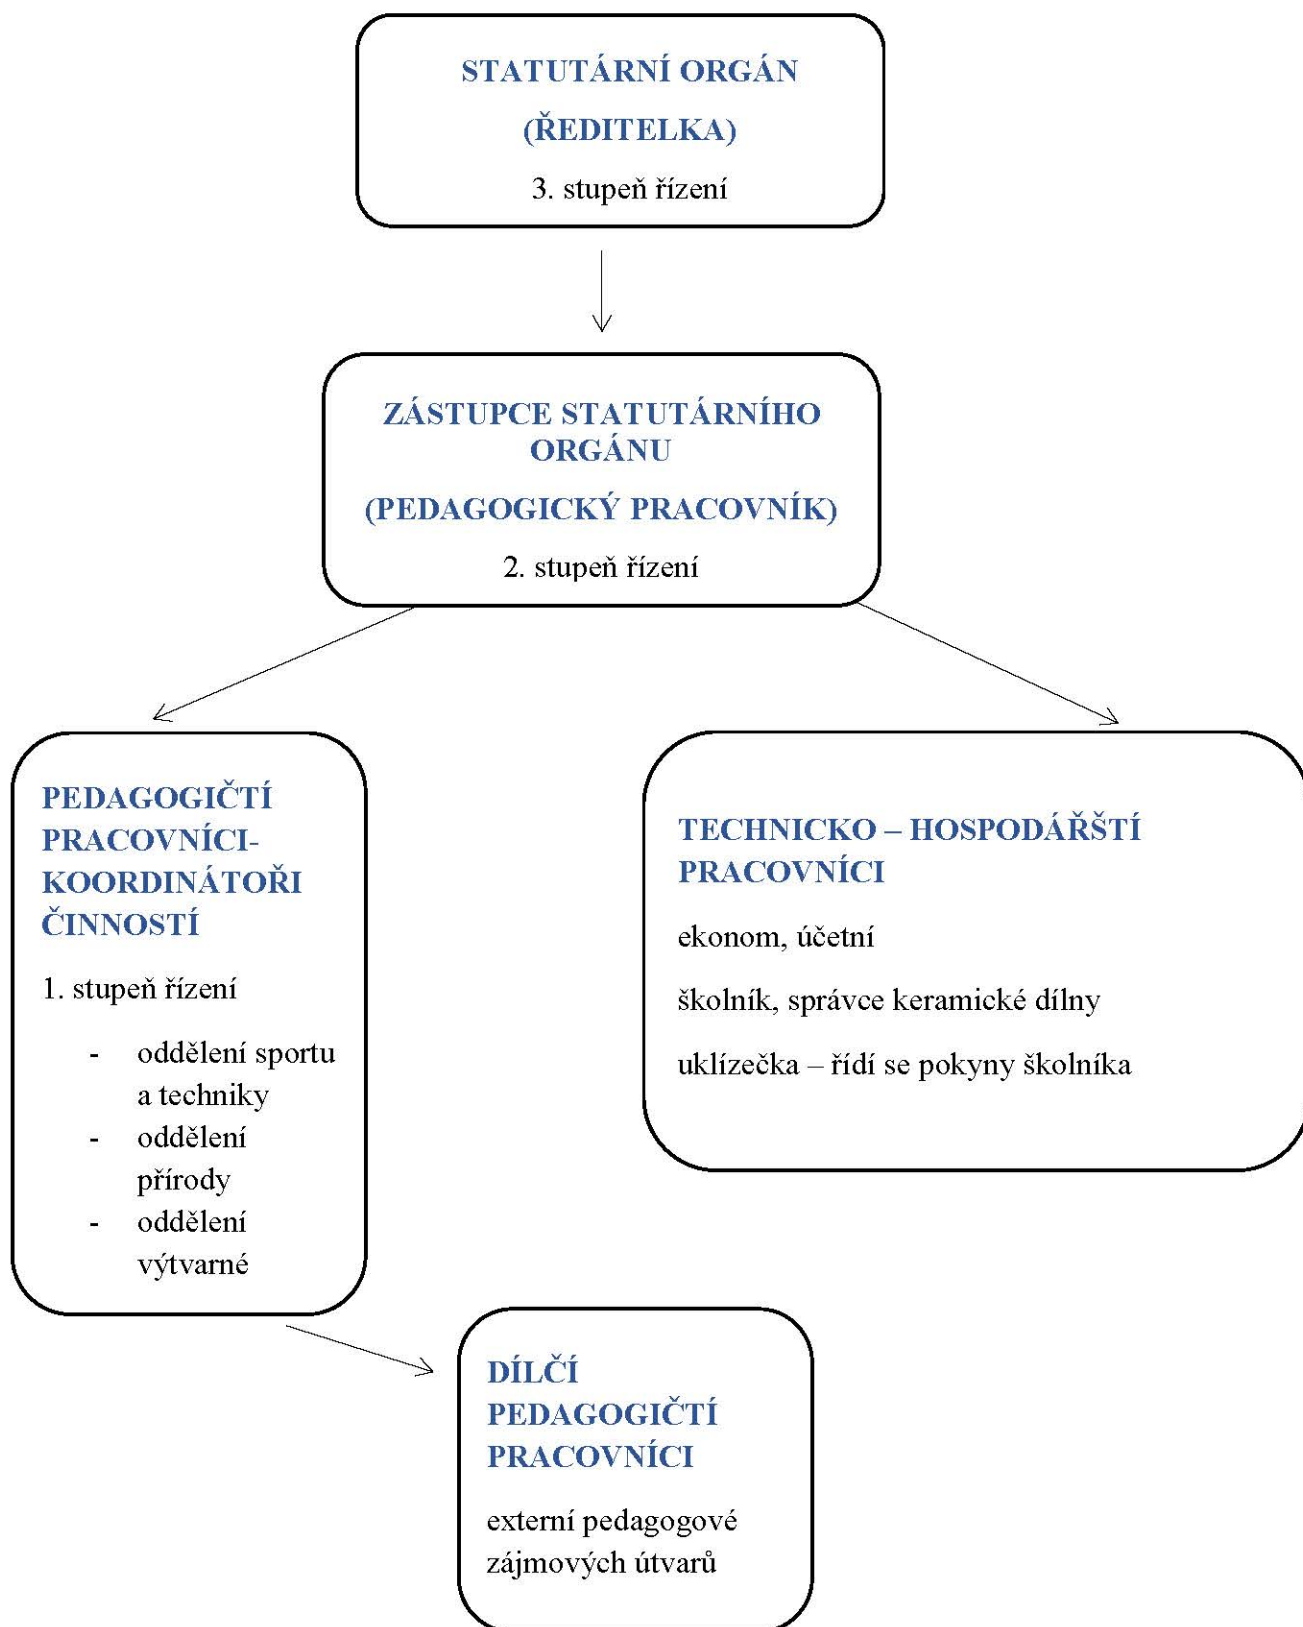 STATUTÁRNÍ ORGÁN
(ŘEDITELKA)
3. stupeň řízení
ZÁSTUPCE STATUTÁRNÍHO
ORGÁNU
(PEDAGOGICKÝ PRACOVNÍK)
2. stupeň řízení
PEDAGOGIČTÍ
PRACOVNÍCI-
KOORDINÁTOŘI
ČINNOSTÍ
1. stupeň řízení
- oddělení sportu
a techniky
- oddělení
přírody
- oddělení
výtvarné
TECHNICKO – HOSPODÁŘŠTÍ
PRACOVNÍCI
ekonom, účetní
školník, správce keramické dílny
uklízečka – řídí se pokyny školníka
DÍLČÍ
PEDAGOGIČTÍ
PRACOVNÍCI
externí pedagogové
zájmových útvarů